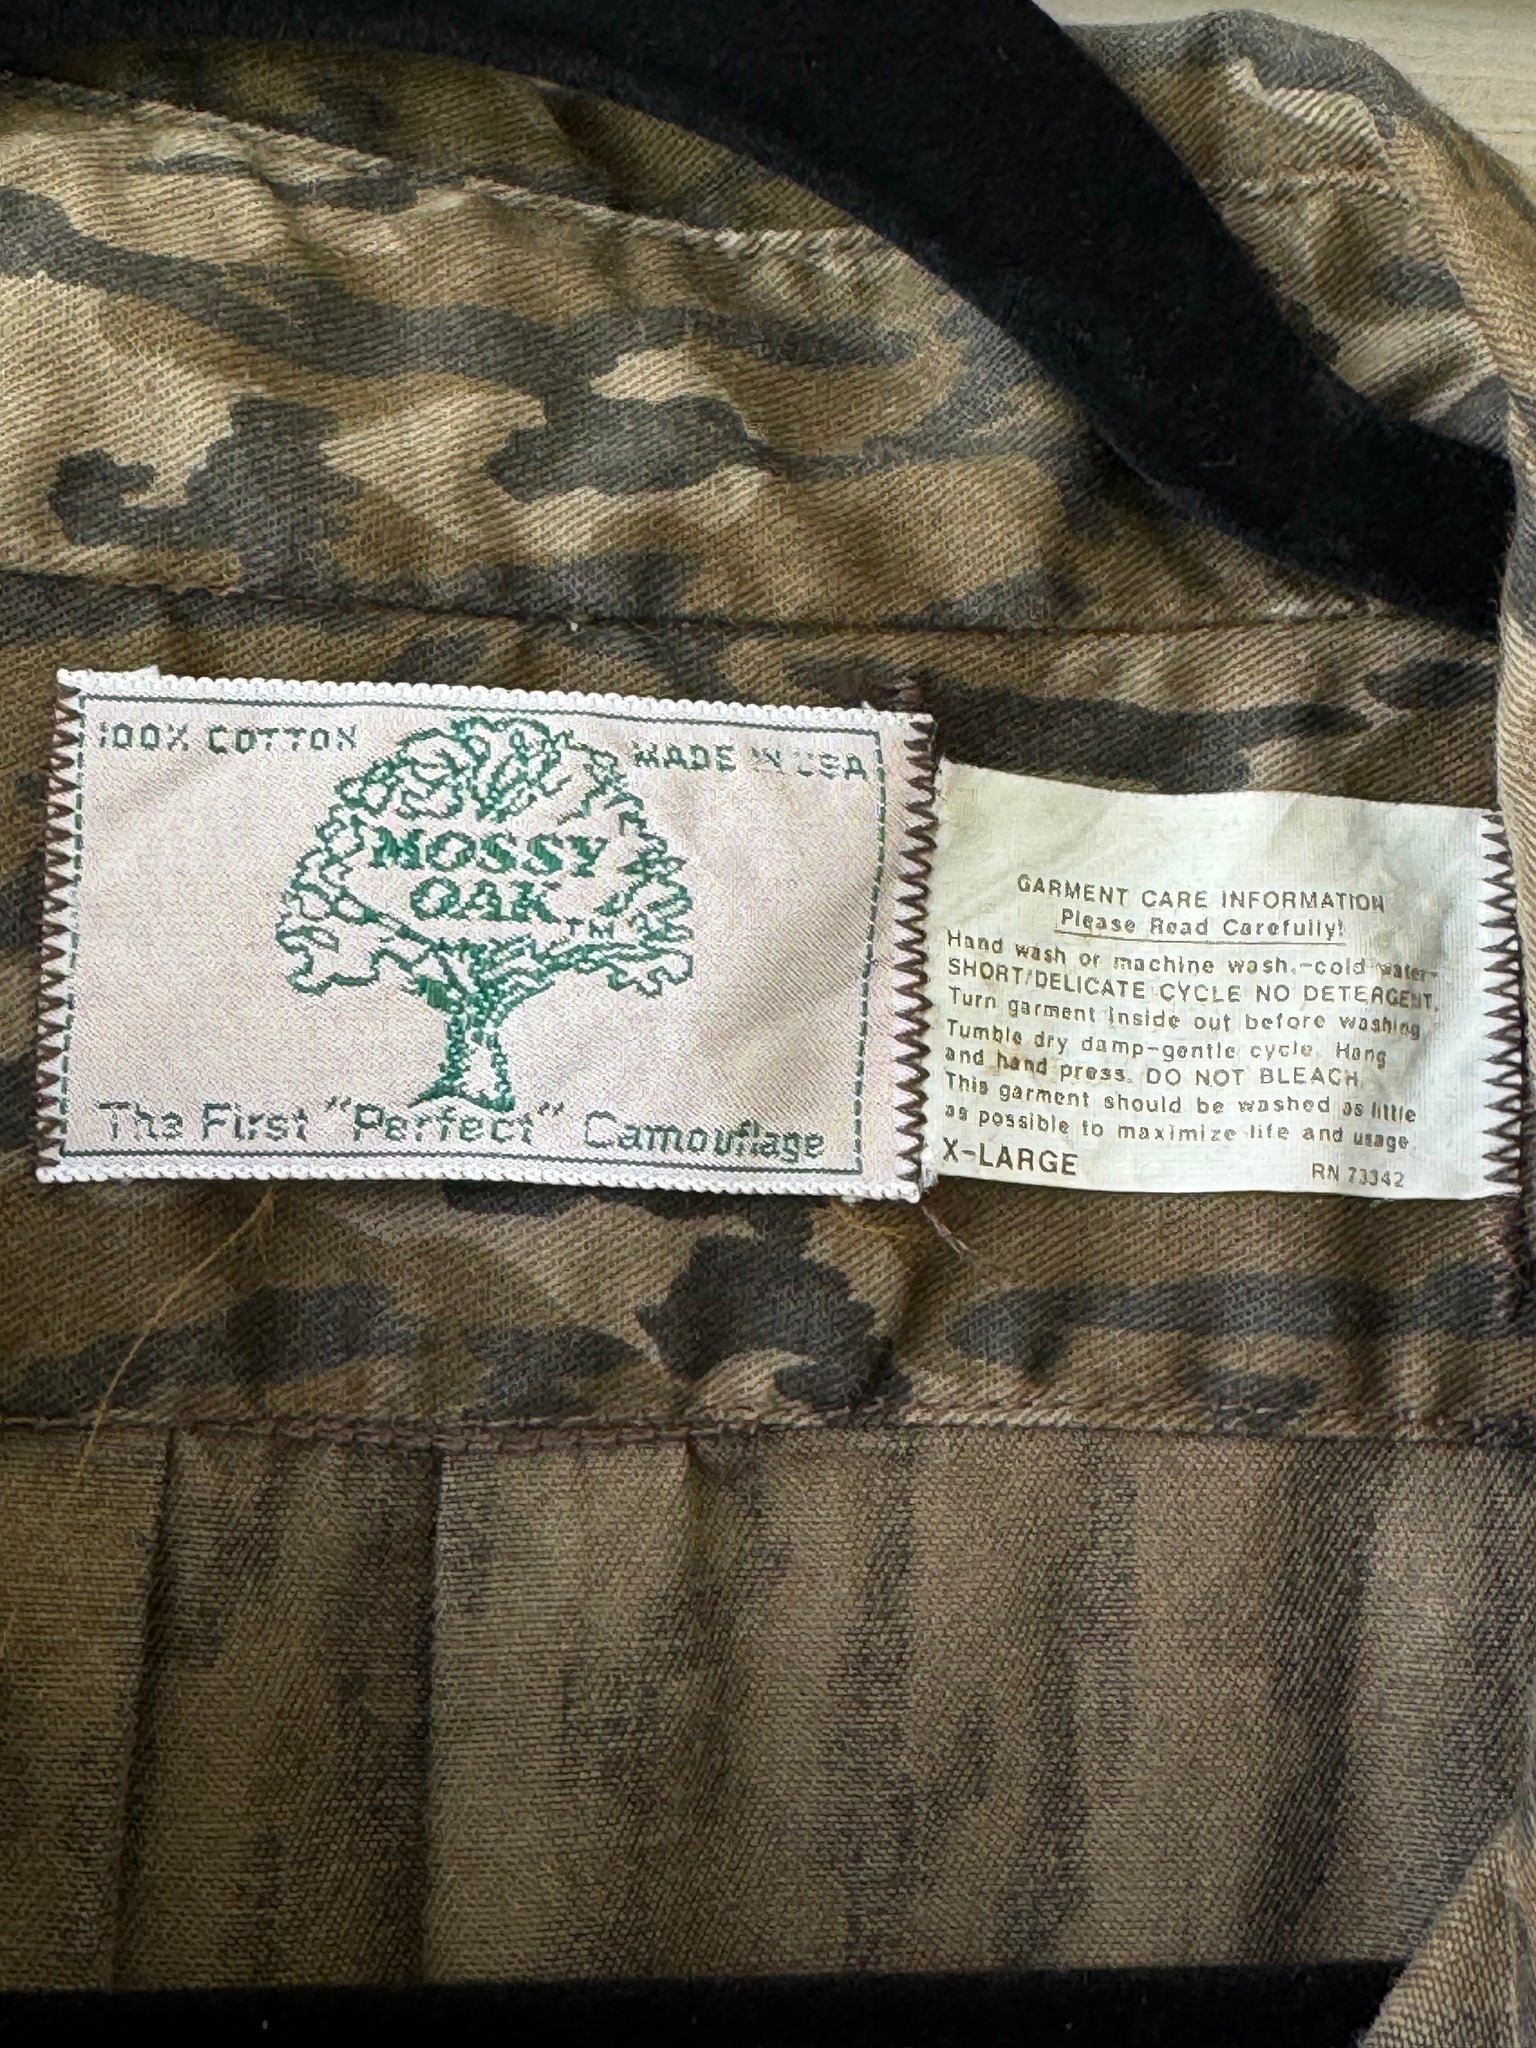 100% COTTON
MADE IN USA
MOSSY
OAK™
The First "Perfect" Camouflage
GARMENT CARE INFORMATION
Please Read Carefully!
Hand wash or machine wash.-cold water-
SHORT/DELICATE CYCLE NO DETERGENT.
Turn garment inside out before washing
Tumble dry damp-gentle cycle. Hang
and hand press. DO NOT BLEACH.
This garment should be washed as little
as possible to maximize life and usage.
X-LARGE
RN 73342